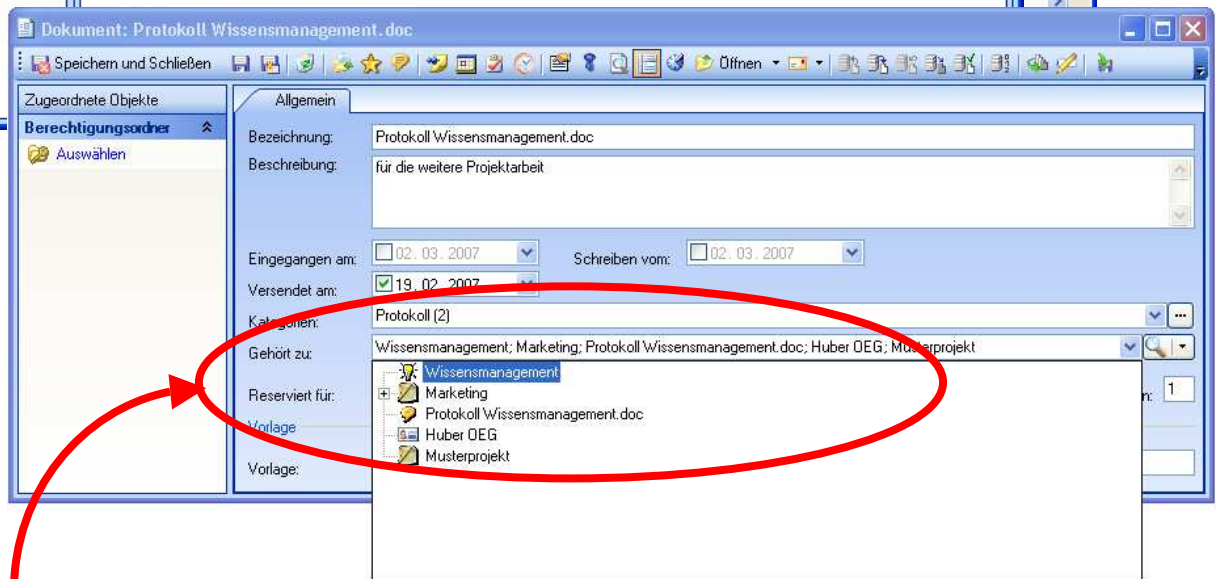 Dokument: Protokoll Wissensmanagement.doc
Speichern und Schließen
Öffnen
Zugeordnete Objekte
Allgemein
Berechtigungsordner
Auswählen
Bezeichnung: Protokoll Wissensmanagement.doc
Beschreibung: für die weitere Projektarbeit
Eingegangen am: 02. 03. 2007 Schreiben vom: 02. 03. 2007
Versendet am: 19. 02. 2007
Kategorien: Protokoll (2) ...
Gehört zu: Wissensmanagement; Marketing; Protokoll Wissensmanagement.doc; Huber OEG; Musterprojekt
Wissensmanagement
Reserviert für: Marketing n: 1
Protokoll Wissensmanagement.doc
Vorlage
Huber OEG
Musterprojekt
Vorlage: